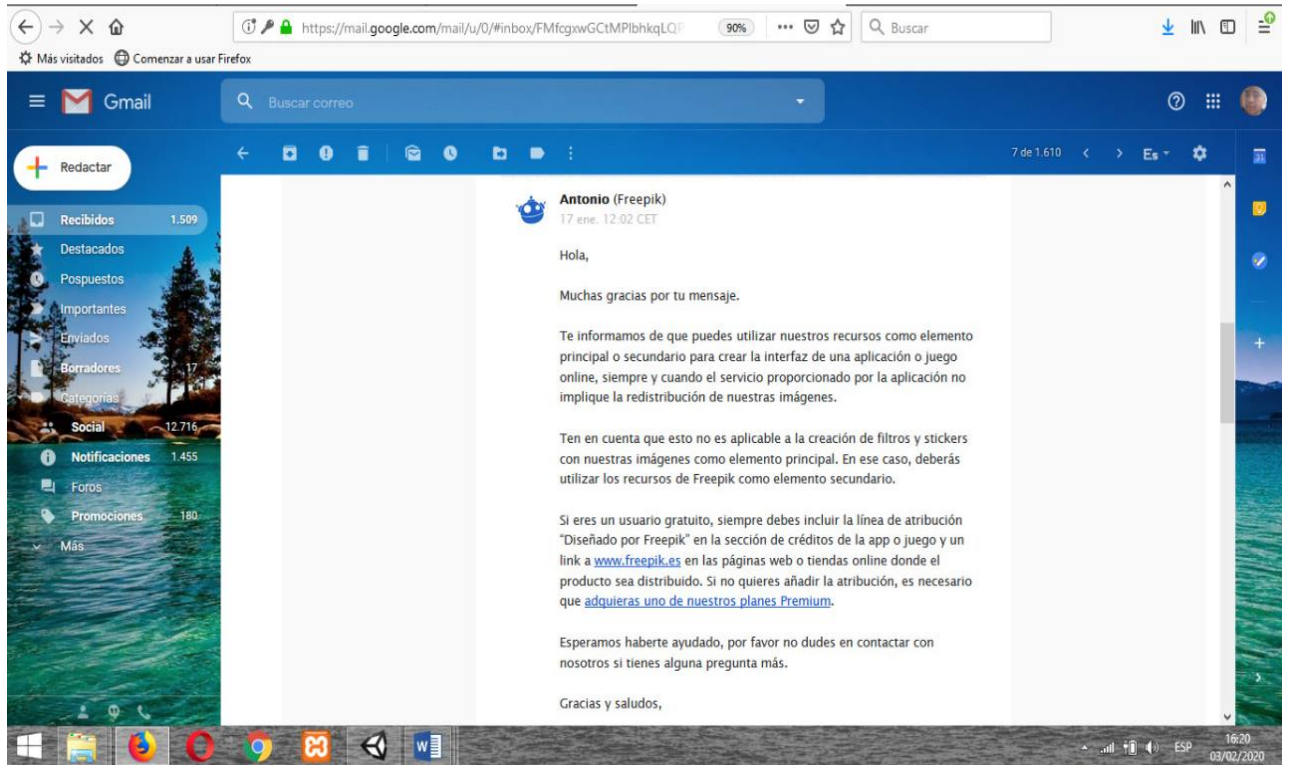 https://mail.google.com/mail/u/0/#inbox/FMfcgxwGCtMPlbhkqLQ
90%
Buscar
Más visitados
Comenzar a usar Firefox
Gmail
Buscar correo
Redactar
7 de 1.610
Es
31
Recibidos 1.509
Destacados
Pospuestos
Importantes
Enviados
Borradores 17
Categorías
Social 12.716
Notificaciones 1.455
Foros
Promociones 180
Más
Antonio (Freepik)
17 ene. 12:02 CET
Hola,
Muchas gracias por tu mensaje.
Te informamos de que puedes utilizar nuestros recursos como elemento
principal o secundario para crear la interfaz de una aplicación o juego
online, siempre y cuando el servicio proporcionado por la aplicación no
implique la redistribución de nuestras imágenes.
Ten en cuenta que esto no es aplicable a la creación de filtros y stickers
con nuestras imágenes como elemento principal. En ese caso, deberás
utilizar los recursos de Freepik como elemento secundario.
Si eres un usuario gratuito, siempre debes incluir la línea de atribución
“Diseñado por Freepik” en la sección de créditos de la app o juego y un
link a www.freepik.es en las páginas web o tiendas online donde el
producto sea distribuido. Si no quieres añadir la atribución, es necesario
que adquieras uno de nuestros planes Premium.
Esperamos haberte ayudado, por favor no dudes en contactar con
nosotros si tienes alguna pregunta más.
Gracias y saludos,
ESP
16:20
03/02/2020